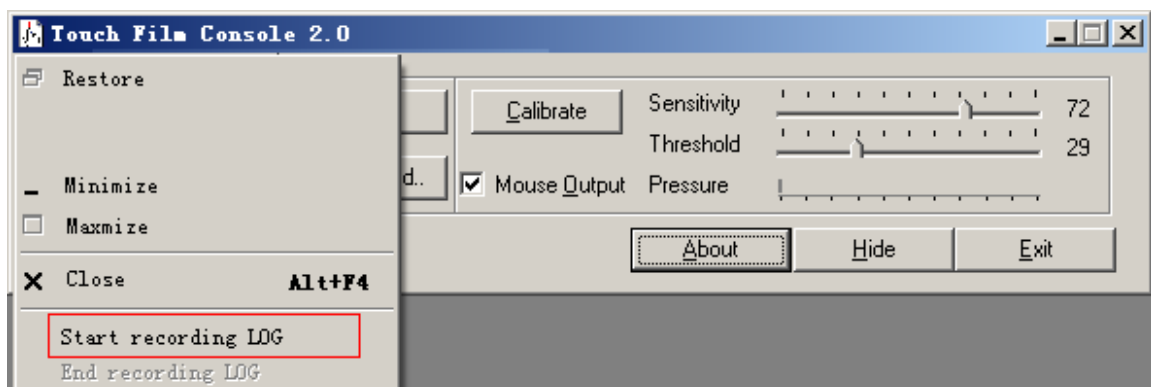 Touch Film Console 2.0
Restore
Minimize
Maxmize
Close Alt+F4
Start recording LOG
End recording LOG
d..
Calibrate
Mouse Output
Sensitivity 72
Threshold 29
Pressure
About Hide Exit